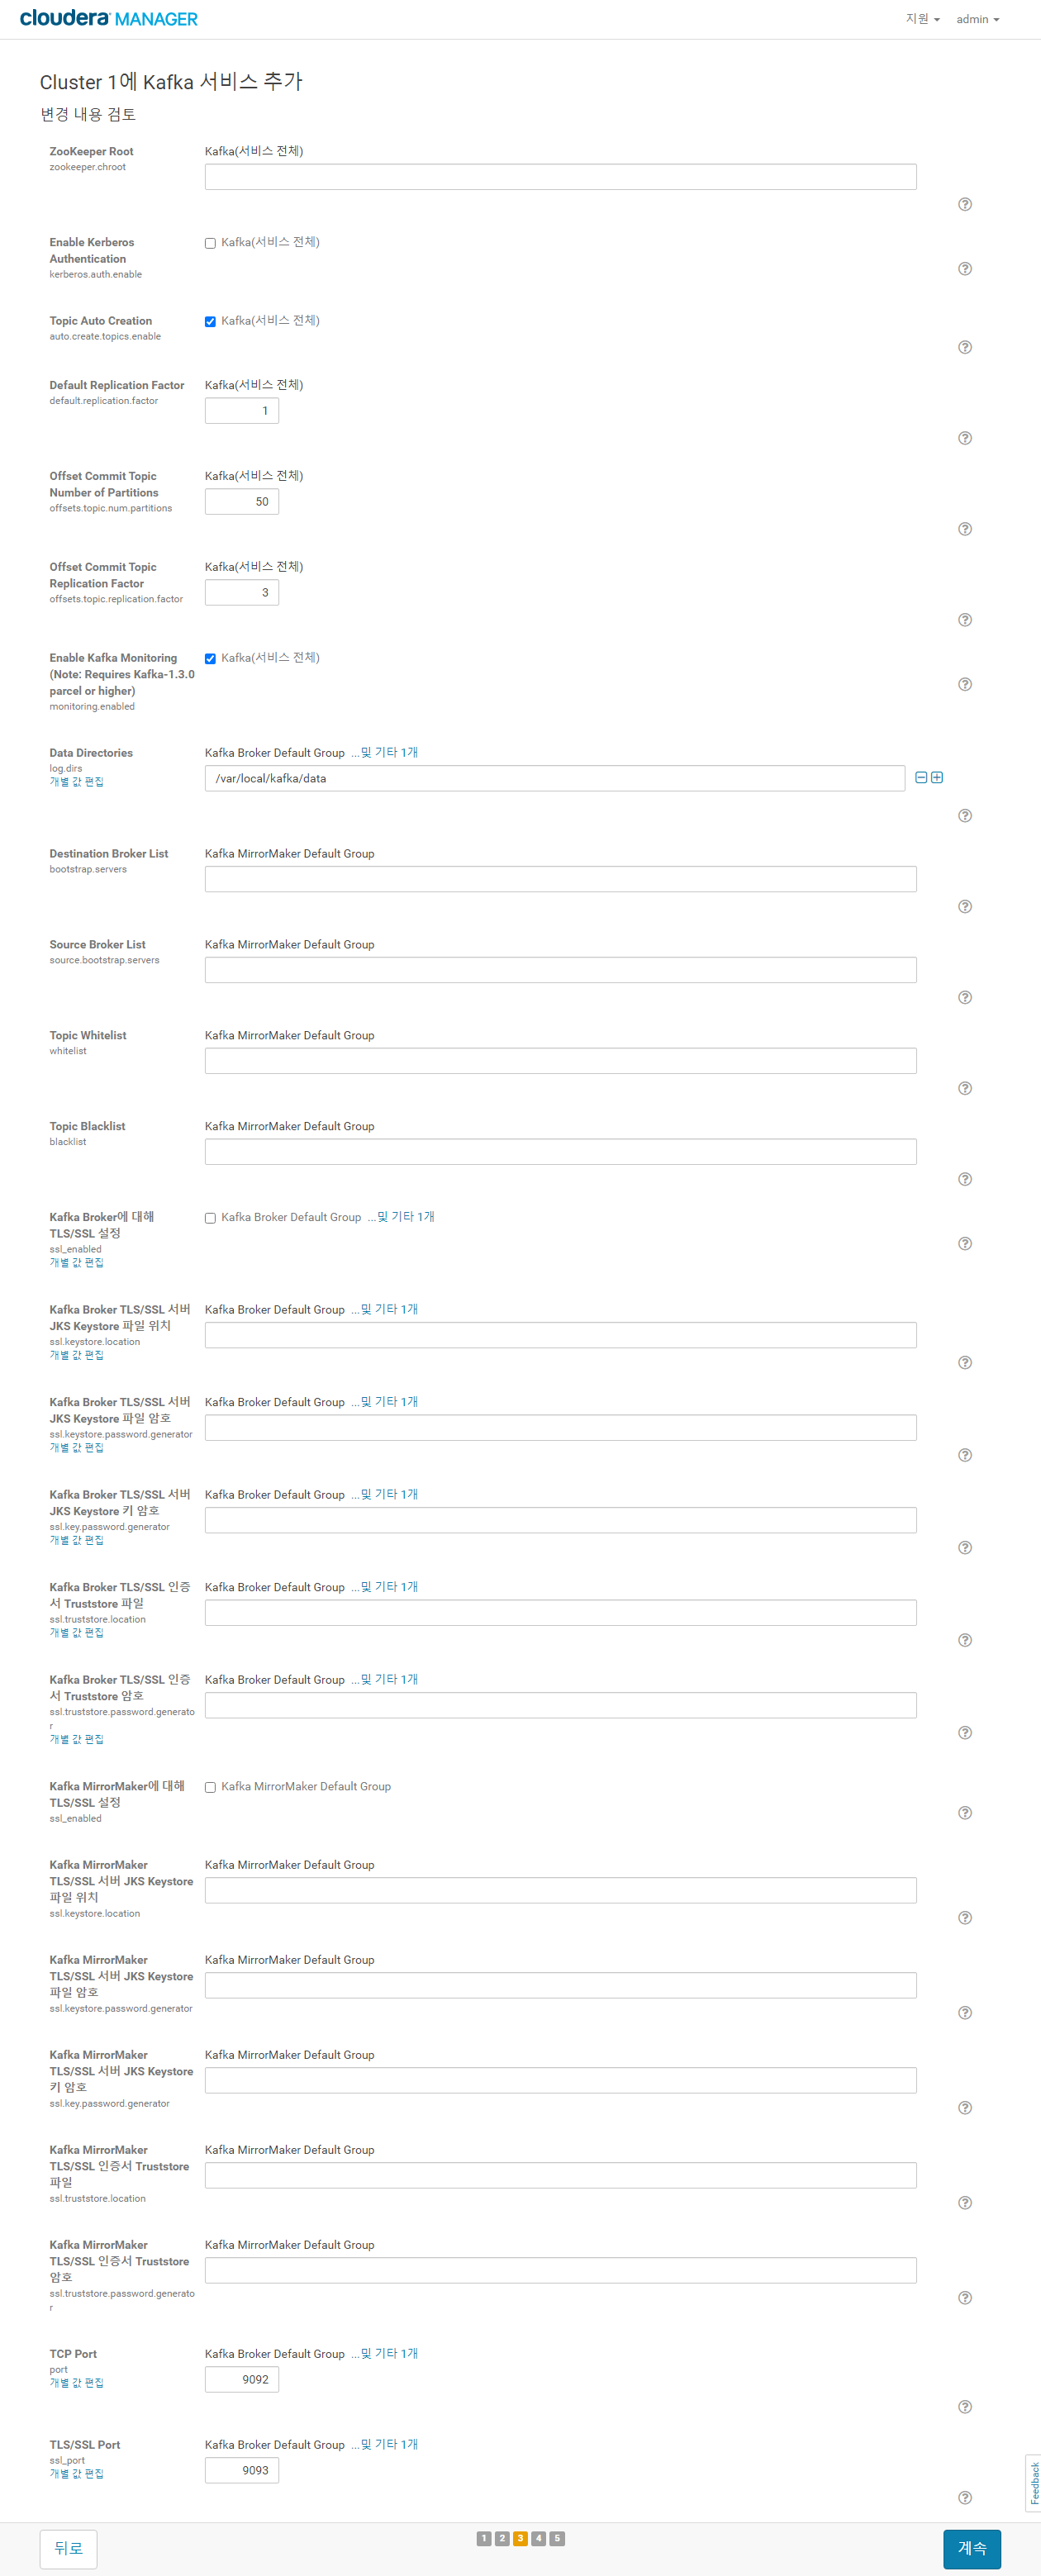 cloudera MANAGER
지원 admin
Cluster 1에 Kafka 서비스 추가
변경 내용 검토
ZooKeeper Root
zookeeper.chroot
Kafka(서비스 전체)
Enable Kerberos
Authentication
kerberos.auth.enable
Kafka(서비스 전체)
Topic Auto Creation
auto.create.topics.enable
Kafka(서비스 전체)
Default Replication Factor
default.replication.factor
Kafka(서비스 전체)
1
Offset Commit Topic
Number of Partitions
offsets.topic.num.partitions
Kafka(서비스 전체)
50
Offset Commit Topic
Replication Factor
offsets.topic.replication.factor
Kafka(서비스 전체)
3
Enable Kafka Monitoring
(Note: Requires Kafka-1.3.0
parcel or higher)
monitoring.enabled
Kafka(서비스 전체)
Data Directories
log.dirs
개별 값 편집
Kafka Broker Default Group ...및 기타 1개
/var/local/kafka/data
Destination Broker List
bootstrap.servers
Kafka MirrorMaker Default Group
Source Broker List
source.bootstrap.servers
Kafka MirrorMaker Default Group
Topic Whitelist
whitelist
Kafka MirrorMaker Default Group
Topic Blacklist
blacklist
Kafka MirrorMaker Default Group
Kafka Broker에 대해
TLS/SSL 설정
ssl_enabled
개별 값 편집
Kafka Broker Default Group ...및 기타 1개
Kafka Broker TLS/SSL 서버
JKS Keystore 파일 위치
ssl.keystore.location
개별 값 편집
Kafka Broker Default Group ...및 기타 1개
Kafka Broker TLS/SSL 서버
JKS Keystore 파일 암호
ssl.keystore.password.generator
개별 값 편집
Kafka Broker Default Group ...및 기타 1개
Kafka Broker TLS/SSL 서버
JKS Keystore 키 암호
ssl.key.password.generator
개별 값 편집
Kafka Broker Default Group ...및 기타 1개
Kafka Broker TLS/SSL 인증
서 Truststore 파일
ssl.truststore.location
개별 값 편집
Kafka Broker Default Group ...및 기타 1개
Kafka Broker TLS/SSL 인증
서 Truststore 암호
ssl.truststore.password.generato
r
개별 값 편집
Kafka Broker Default Group ...및 기타 1개
Kafka MirrorMaker에 대해
TLS/SSL 설정
ssl_enabled
Kafka MirrorMaker Default Group
Kafka MirrorMaker
TLS/SSL 서버 JKS Keystore
파일 위치
ssl.keystore.location
Kafka MirrorMaker Default Group
Kafka MirrorMaker
TLS/SSL 서버 JKS Keystore
파일 암호
ssl.keystore.password.generator
Kafka MirrorMaker Default Group
Kafka MirrorMaker
TLS/SSL 서버 JKS Keystore
키 암호
ssl.key.password.generator
Kafka MirrorMaker Default Group
Kafka MirrorMaker
TLS/SSL 인증서 Truststore
파일
ssl.truststore.location
Kafka MirrorMaker Default Group
Kafka MirrorMaker
TLS/SSL 인증서 Truststore
암호
ssl.truststore.password.generato
r
Kafka MirrorMaker Default Group
TCP Port
port
개별 값 편집
Kafka Broker Default Group ...및 기타 1개
9092
TLS/SSL Port
ssl_port
개별 값 편집
Kafka Broker Default Group ...및 기타 1개
9093
Feedback
뒤로
1 2 3 4 5
계속